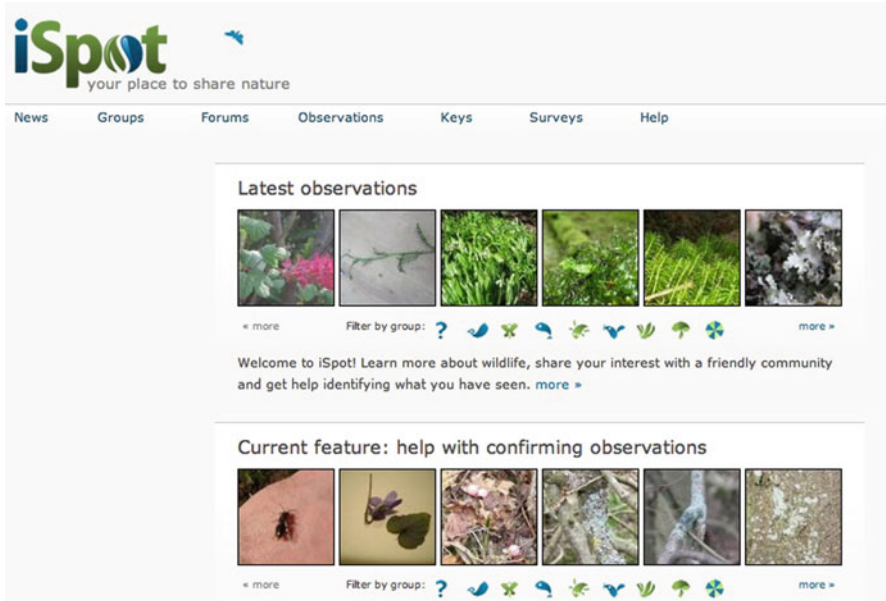 iSpot
your place to share nature
News Groups Forums Observations Keys Surveys Help
Latest observations
« more Filter by group: ? more »
Welcome to iSpot! Learn more about wildlife, share your interest with a friendly community
and get help identifying what you have seen. more »
Current feature: help with confirming observations
« more Filter by group: ? more »